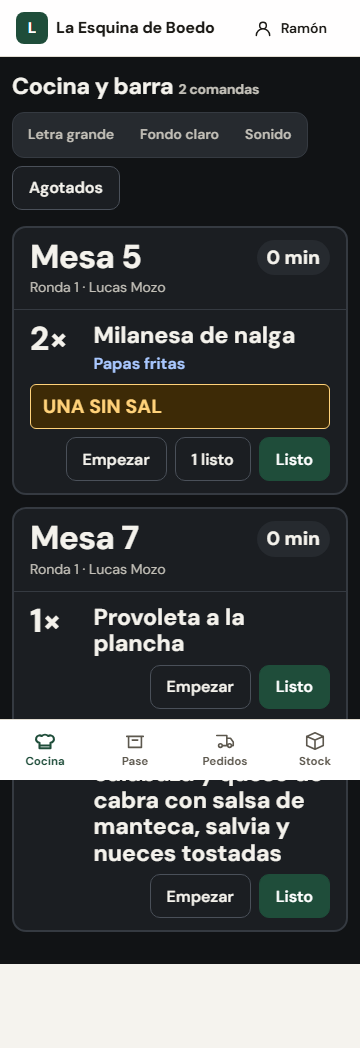 L La Esquina de Boedo Ramón
Cocina y barra 2 comandas
Letra grande Fondo claro Sonido
Agotados
Mesa 5 0 min
Ronda 1 · Lucas Mozo
2× Milanesa de nalga
Papas fritas
UNA SIN SAL
Empezar 1 listo Listo
Mesa 7 0 min
Ronda 1 · Lucas Mozo
1× Provoleta a la
plancha
Empezar Listo
Cocina Pase Pedidos Stock
cabra con salsa de
manteca, salvia y
nueces tostadas
Empezar Listo